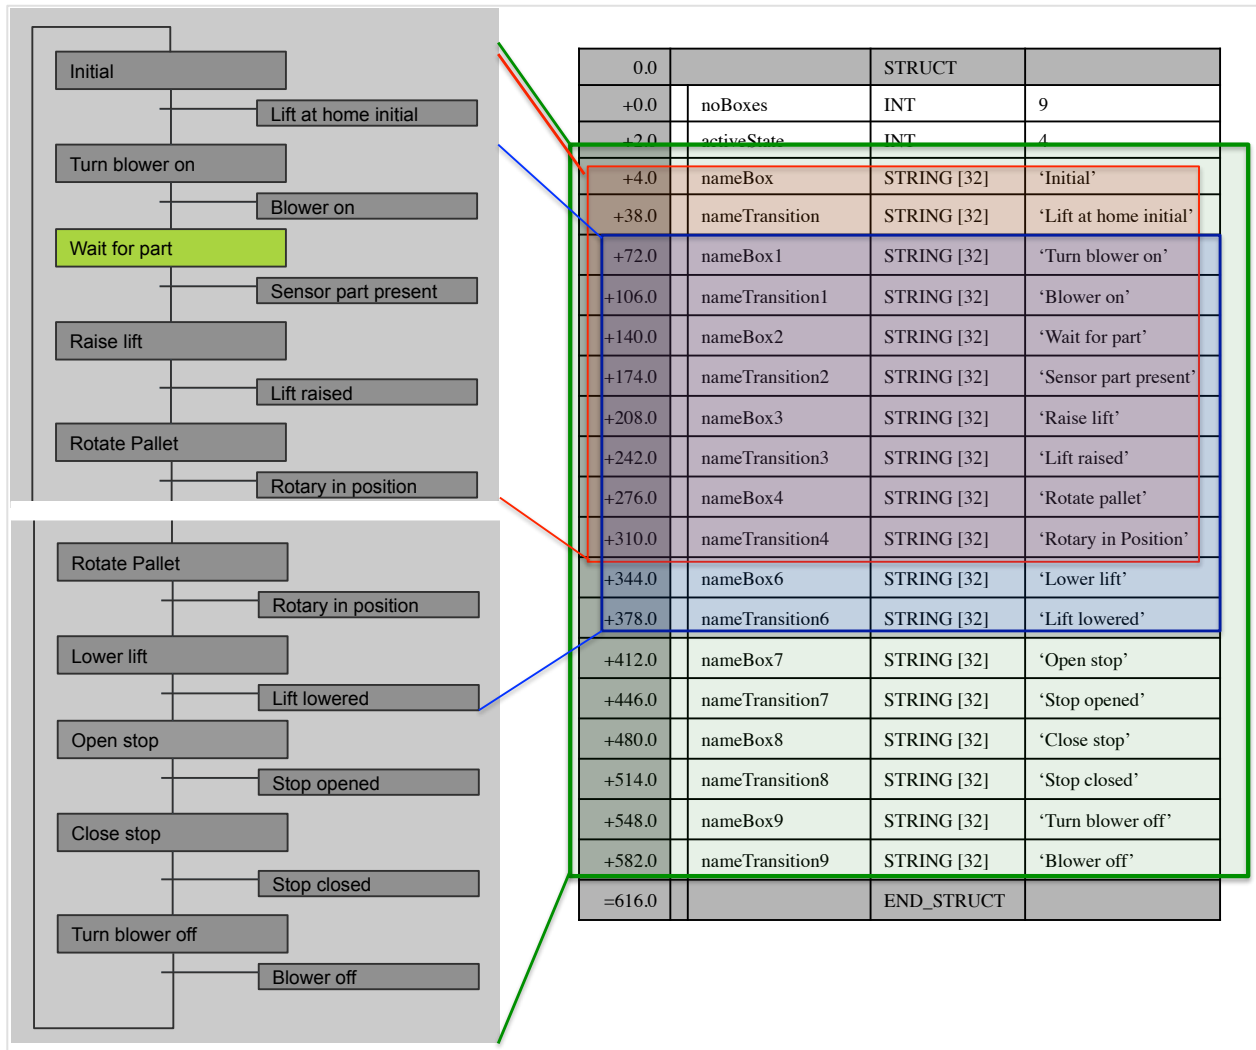 Initial
Lift at home initial
Turn blower on
Blower on
Wait for part
Sensor part present
Raise lift
Lift raised
Rotate Pallet
Rotary in position
Rotate Pallet
Rotary in position
Lower lift
Lift lowered
Open stop
Stop opened
Close stop
Stop closed
Turn blower off
Blower off
0.0 STRUCT
+0.0 noBoxes INT 9
+2.0 activeState INT 4
+4.0 nameBox STRING [32] ‘Initial’
+38.0 nameTransition STRING [32] ‘Lift at home initial’
+72.0 nameBox1 STRING [32] ‘Turn blower on’
+106.0 nameTransition1 STRING [32] ‘Blower on’
+140.0 nameBox2 STRING [32] ‘Wait for part’
+174.0 nameTransition2 STRING [32] ‘Sensor part present’
+208.0 nameBox3 STRING [32] ‘Raise lift’
+242.0 nameTransition3 STRING [32] ‘Lift raised’
+276.0 nameBox4 STRING [32] ‘Rotate pallet’
+310.0 nameTransition4 STRING [32] ‘Rotary in Position’
+344.0 nameBox6 STRING [32] ‘Lower lift’
+378.0 nameTransition6 STRING [32] ‘Lift lowered’
+412.0 nameBox7 STRING [32] ‘Open stop’
+446.0 nameTransition7 STRING [32] ‘Stop opened’
+480.0 nameBox8 STRING [32] ‘Close stop’
+514.0 nameTransition8 STRING [32] ‘Stop closed’
+548.0 nameBox9 STRING [32] ‘Turn blower off’
+582.0 nameTransition9 STRING [32] ‘Blower off’
=616.0 END_STRUCT